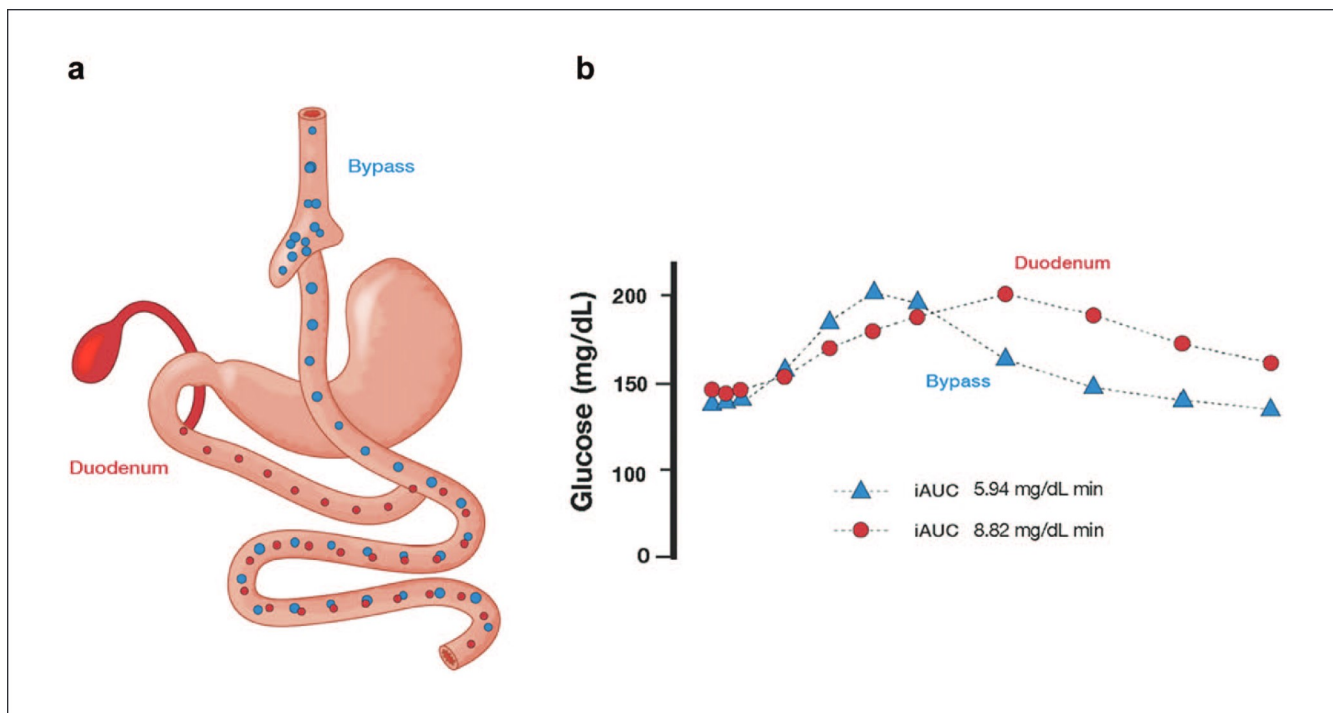 a
Bypass
Duodenum
b
Glucose (mg/dL)
200
150
100
0
Duodenum
Bypass
iAUC 5.94 mg/dL min
iAUC 8.82 mg/dL min